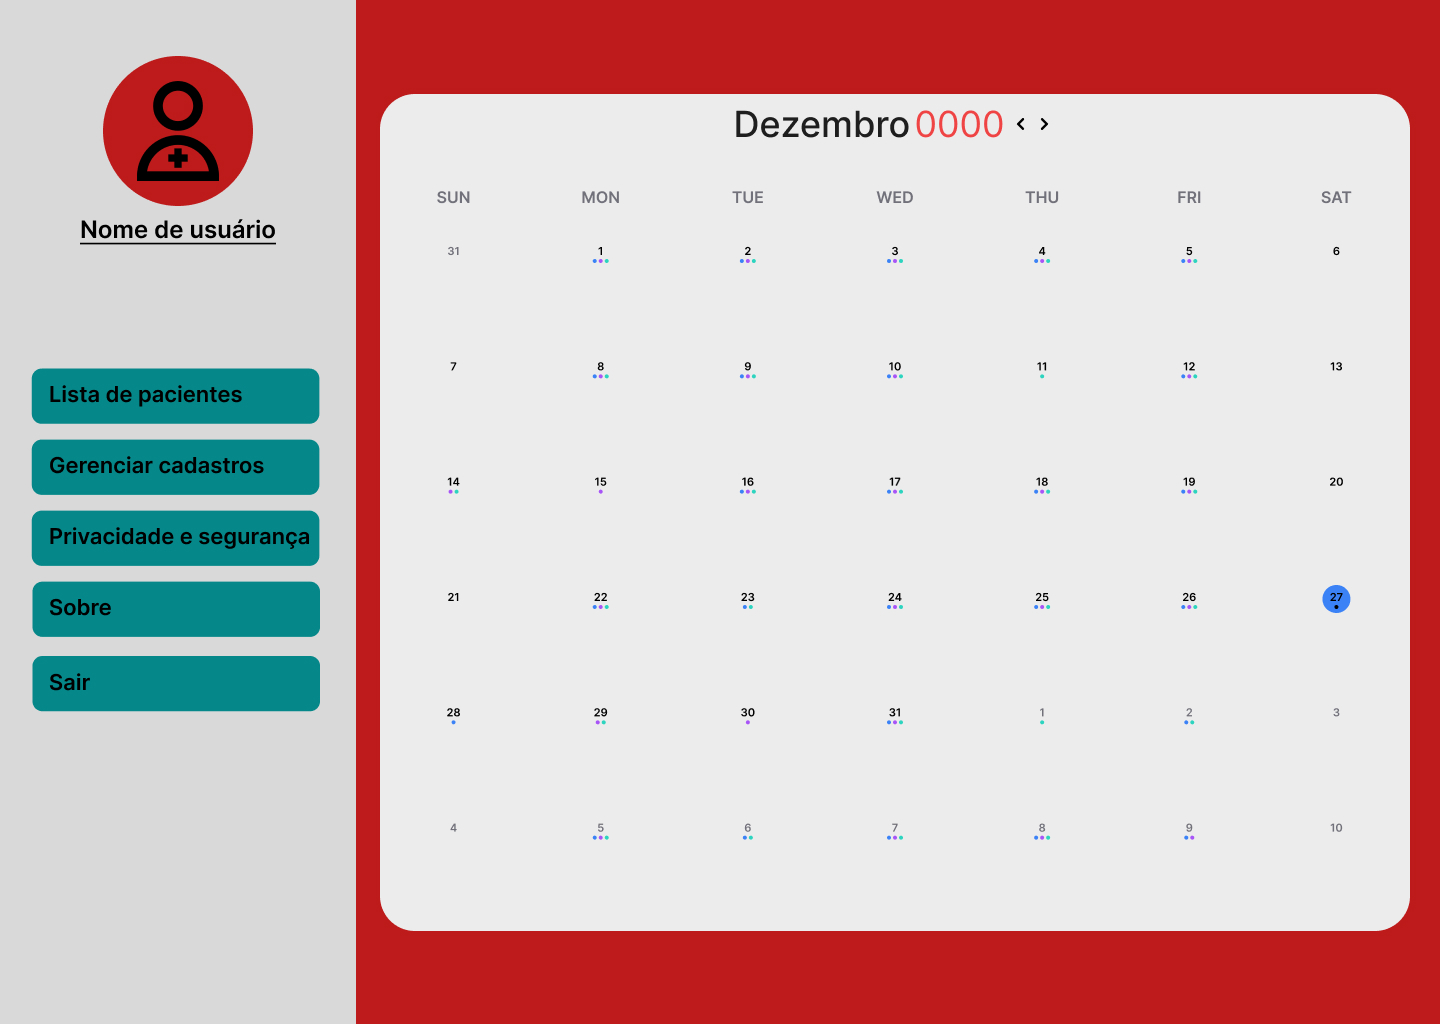 Nome de usuário
Lista de pacientes
Gerenciar cadastros
Privacidade e segurança
Sobre
Sair
Dezembro 0000 < >
SUN MON TUE WED THU FRI SAT
31 1 2 3 4 5 6
7 8 9 10 11 12 13
14 15 16 17 18 19 20
21 22 23 24 25 26 27
28 29 30 31 1 2 3
4 5 6 7 8 9 10